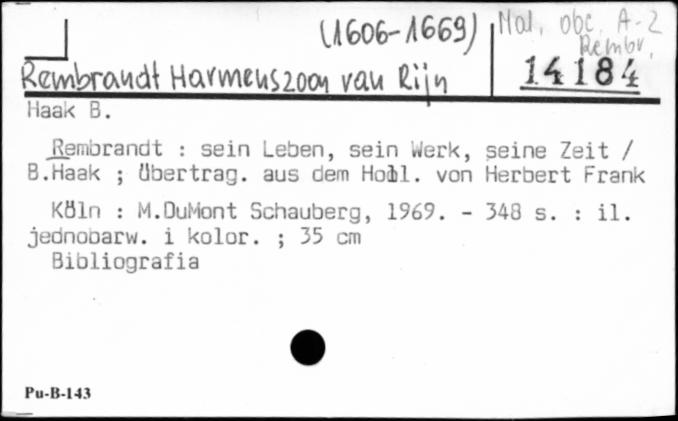 (1606-1669)
Mal. obc. A-2
Rembr.
14184
Rembrandt Harmenszoon van Rijn
Haak B.
Rembrandt : sein Leben, sein Werk, seine Zeit /
B.Haak ; übertrag. aus dem Holl. von Herbert Frank
Köln : M.DuMont Schauberg, 1969. - 348 s. : il.
jednobarw. i kolor. ; 35 cm
Bibliografia
Pu-B-143